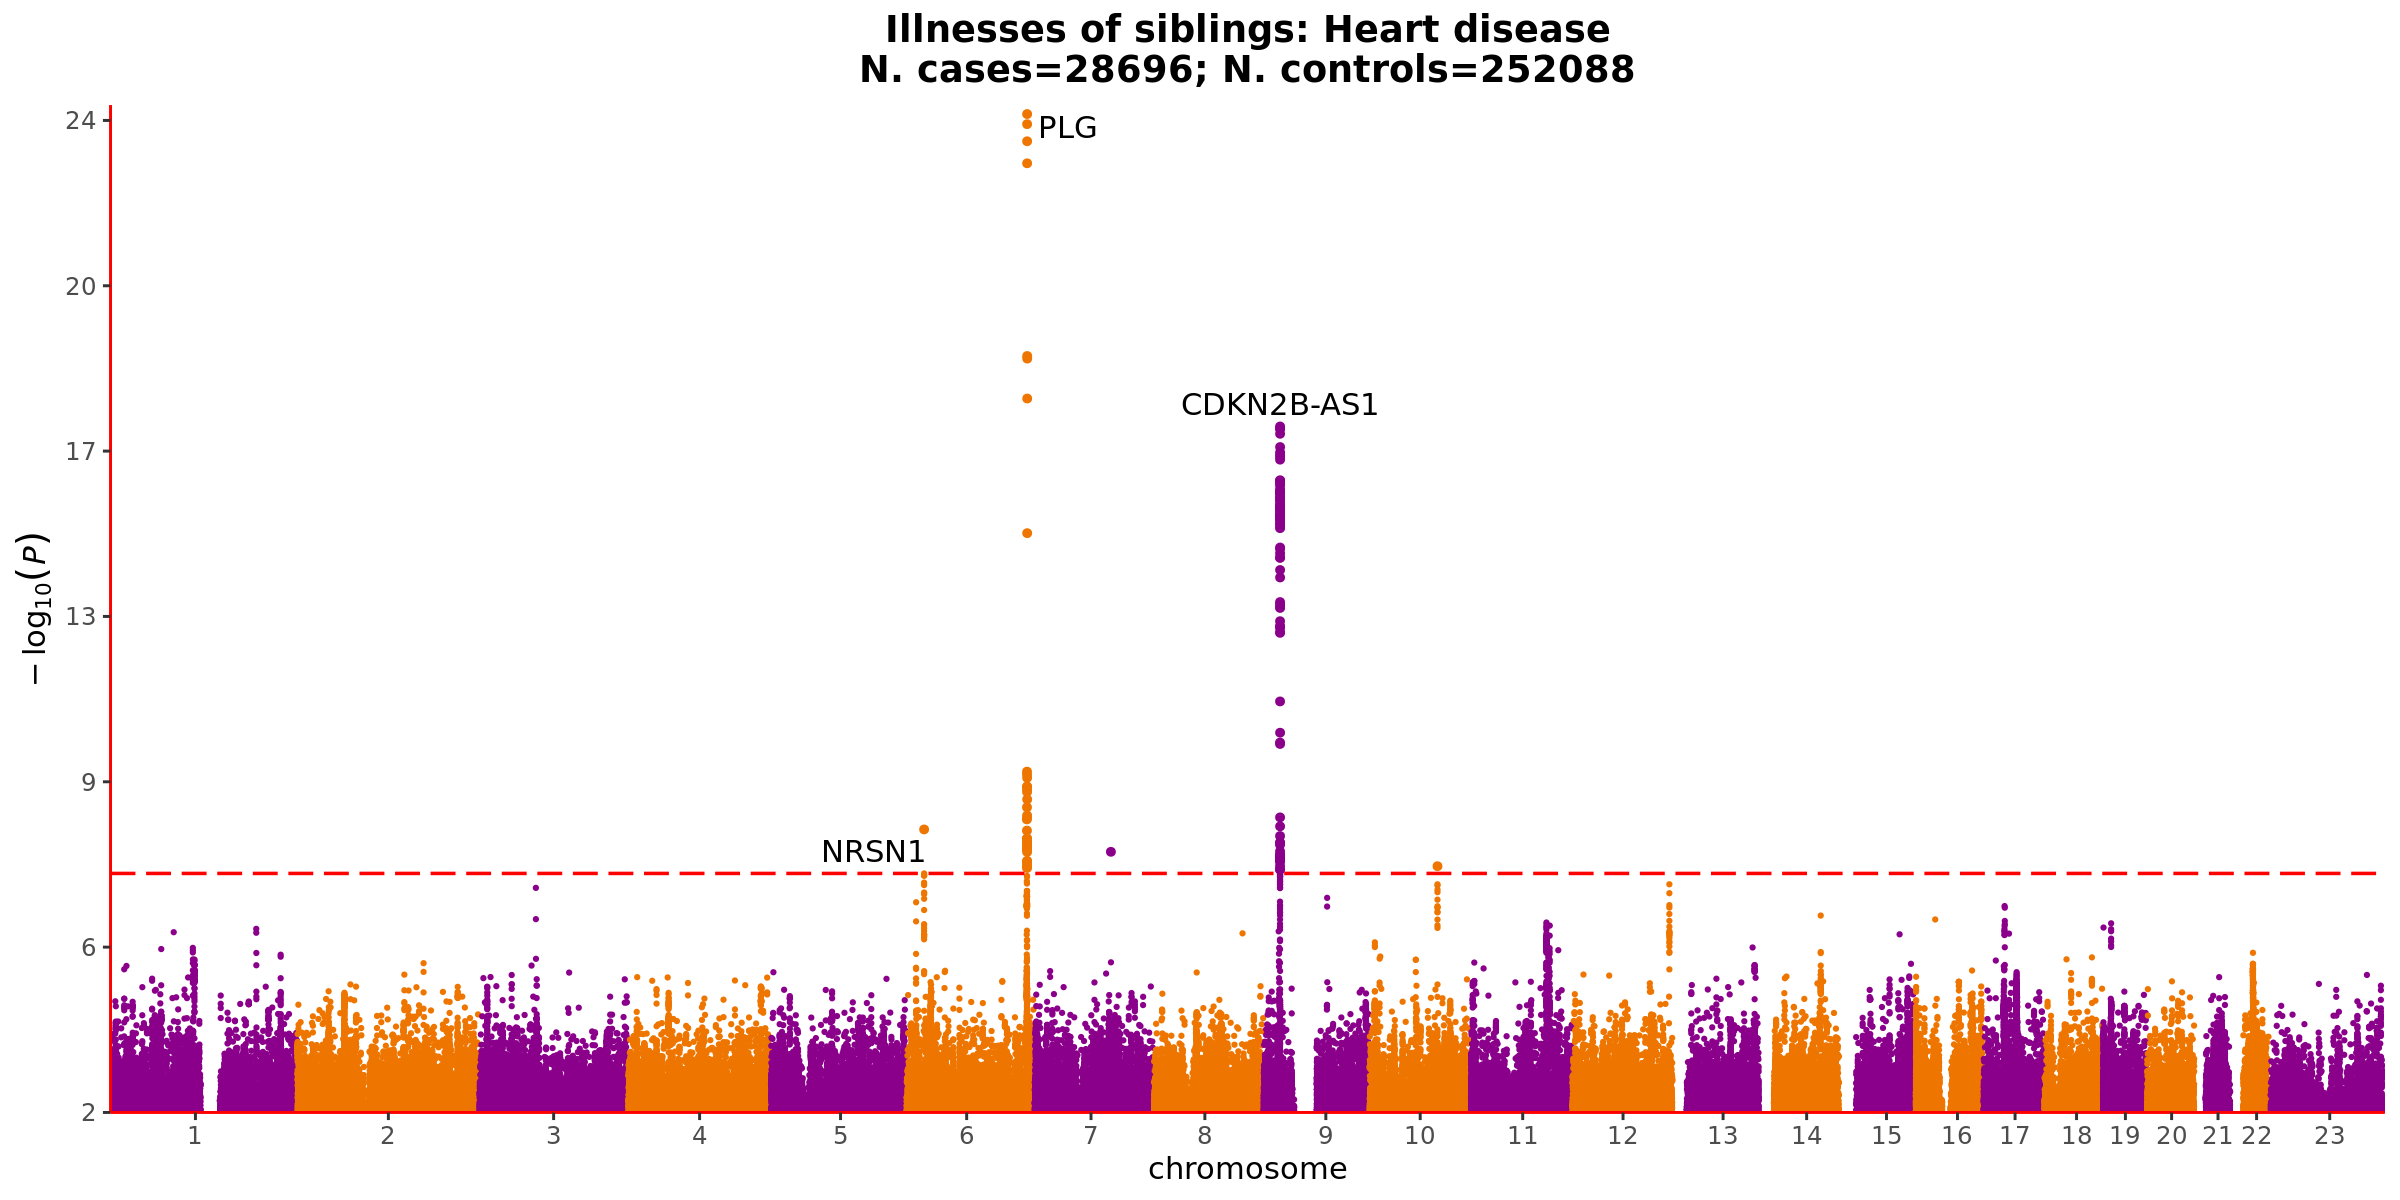 Illnesses of siblings: Heart disease
N. cases=28696; N. controls=252088
24
PLG
20
CDKN2B-AS1
17
− log10(P)
13
9
NRSN1
6
2
1 2 3 4 5 6 7 8 9 10 11 12 13 14 15 16 17 18 19 20 21 22 23
chromosome